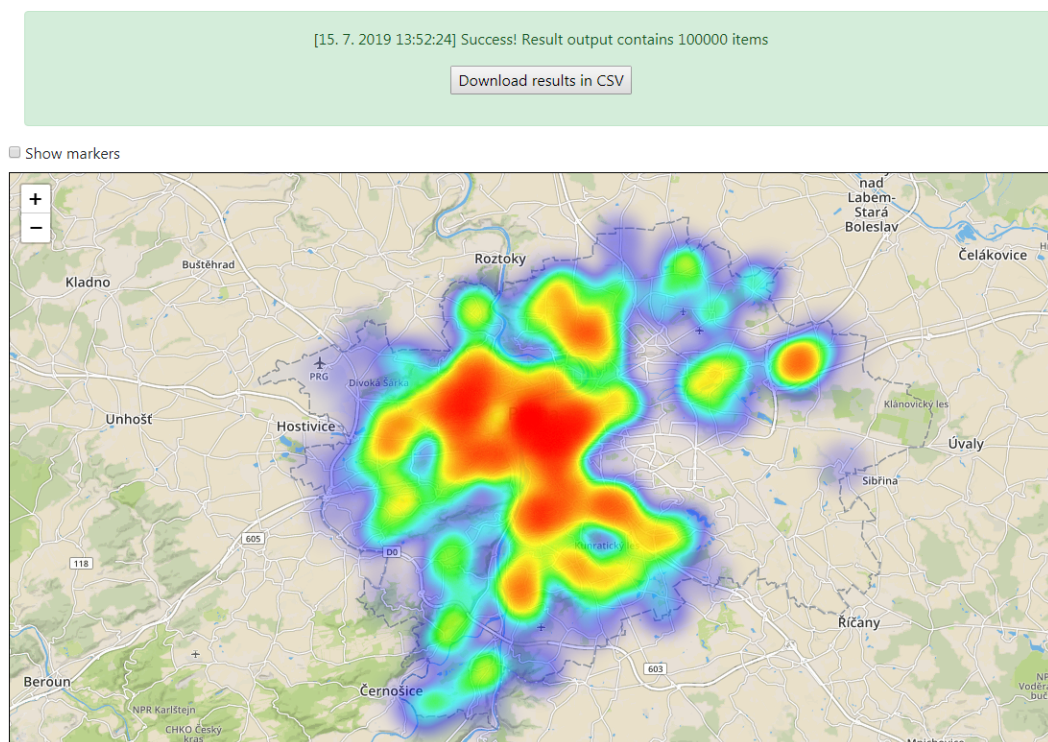 [15. 7. 2019 13:52:24] Success! Result output contains 100000 items
Download results in CSV
Show markers
+
−
nad
Labem-
Stará
Boleslav
Čelákovice
Roztoky
Buštěhrad
Kladno
PRG
Divoká Šárka
Klánovický les
Unhošť
Hostivice
Úvaly
Sibřina
605
D0
Kunratický les
118
Říčany
603
Beroun
Černošice
NPR Karlštejn
CHKO Český
kras